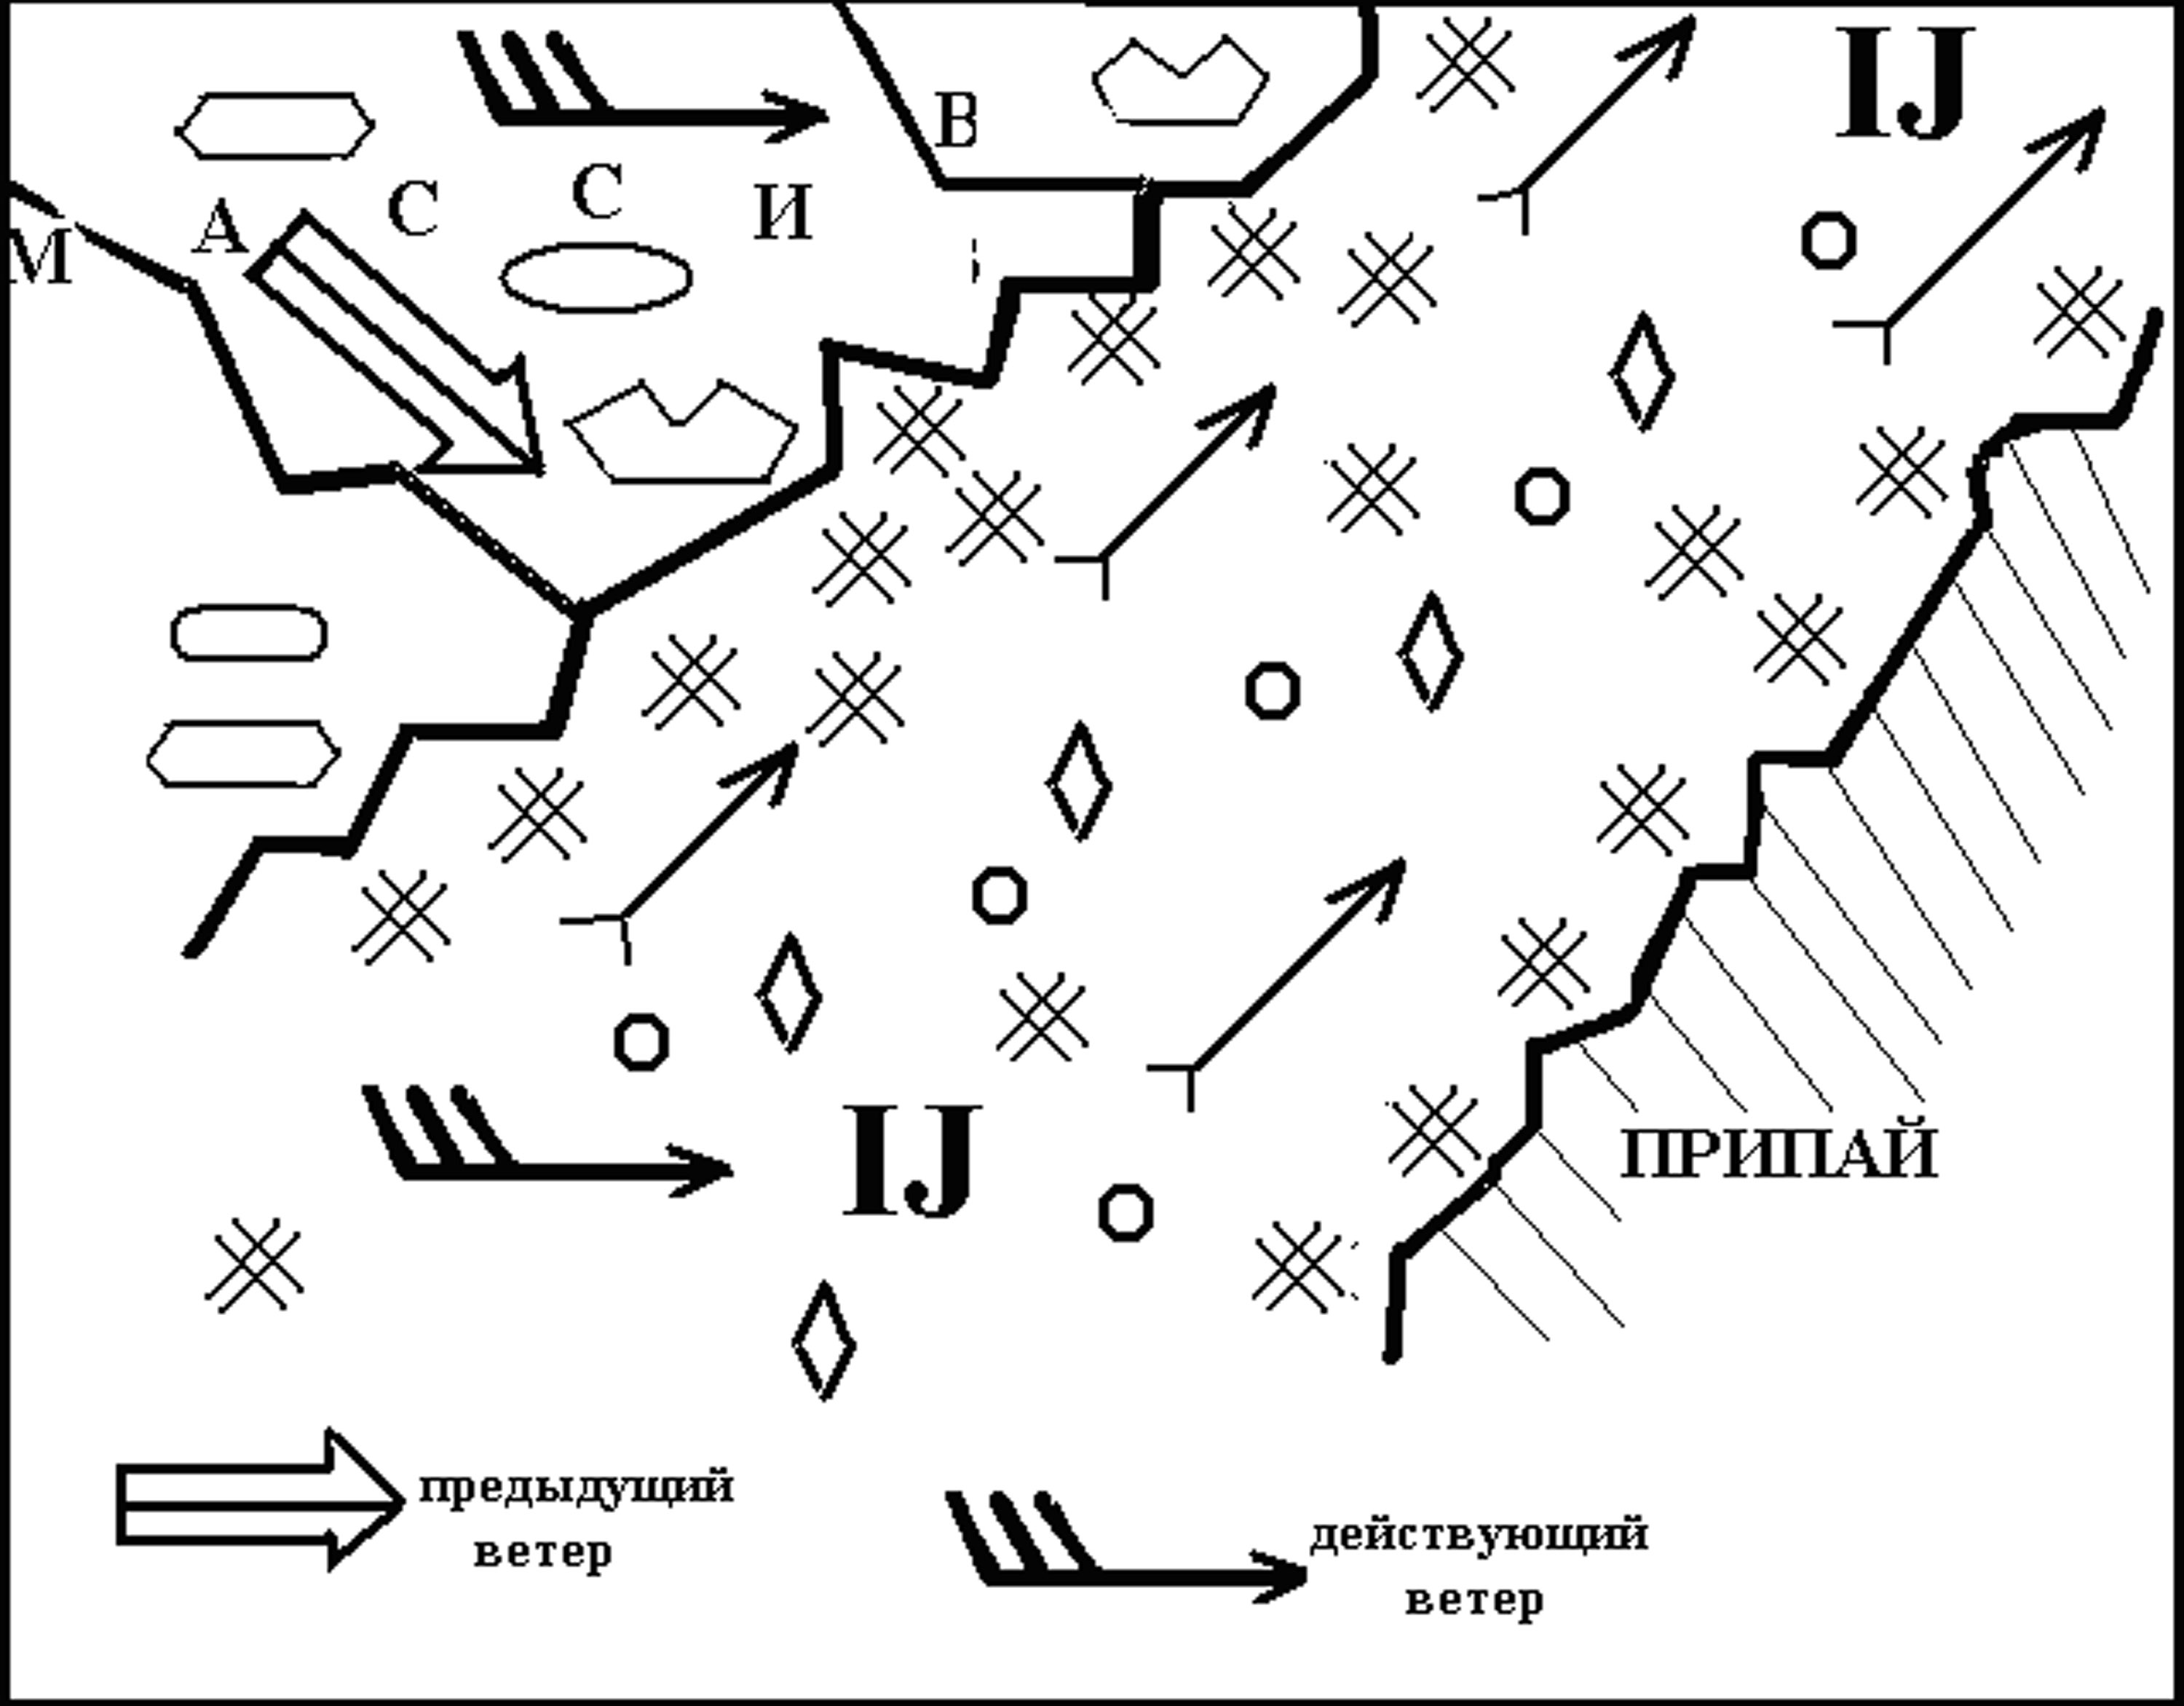 IJ
М А С С И В
IJ
ПРИПАЙ
предыдущий
ветер
действующий
ветер